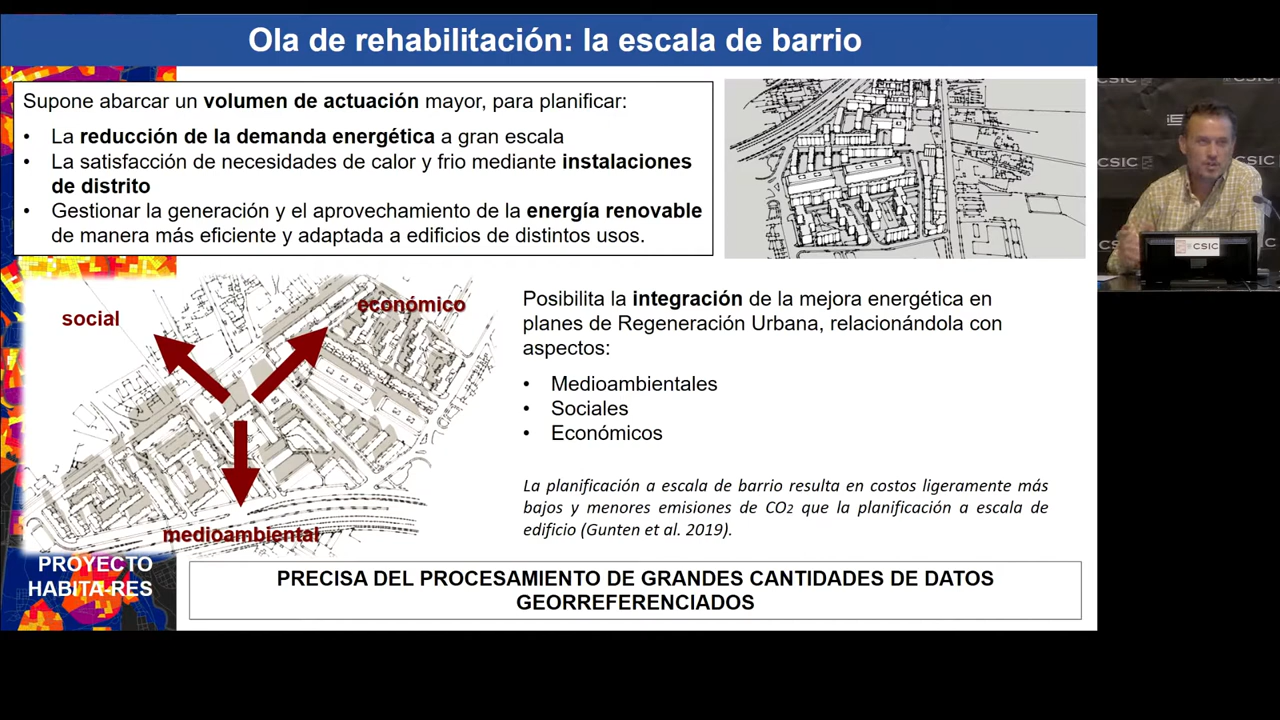 Ola de rehabilitación: la escala de barrio
Supone abarcar un volumen de actuación mayor, para planificar:
• La reducción de la demanda energética a gran escala
• La satisfacción de necesidades de calor y frio mediante instalaciones
de distrito
• Gestionar la generación y el aprovechamiento de la energía renovable
de manera más eficiente y adaptada a edificios de distintos usos.
social
económico
medioambiental
Posibilita la integración de la mejora energética en
planes de Regeneración Urbana, relacionándola con
aspectos:
• Medioambientales
• Sociales
• Económicos
La planificación a escala de barrio resulta en costos ligeramente más
bajos y menores emisiones de CO2 que la planificación a escala de
edificio (Gunten et al. 2019).
PROYECTO
HABITA-RES
PRECISA DEL PROCESAMIENTO DE GRANDES CANTIDADES DE DATOS
GEORREFERENCIADOS
CSIC
CSIC
CSIC
CSIC
CSIC